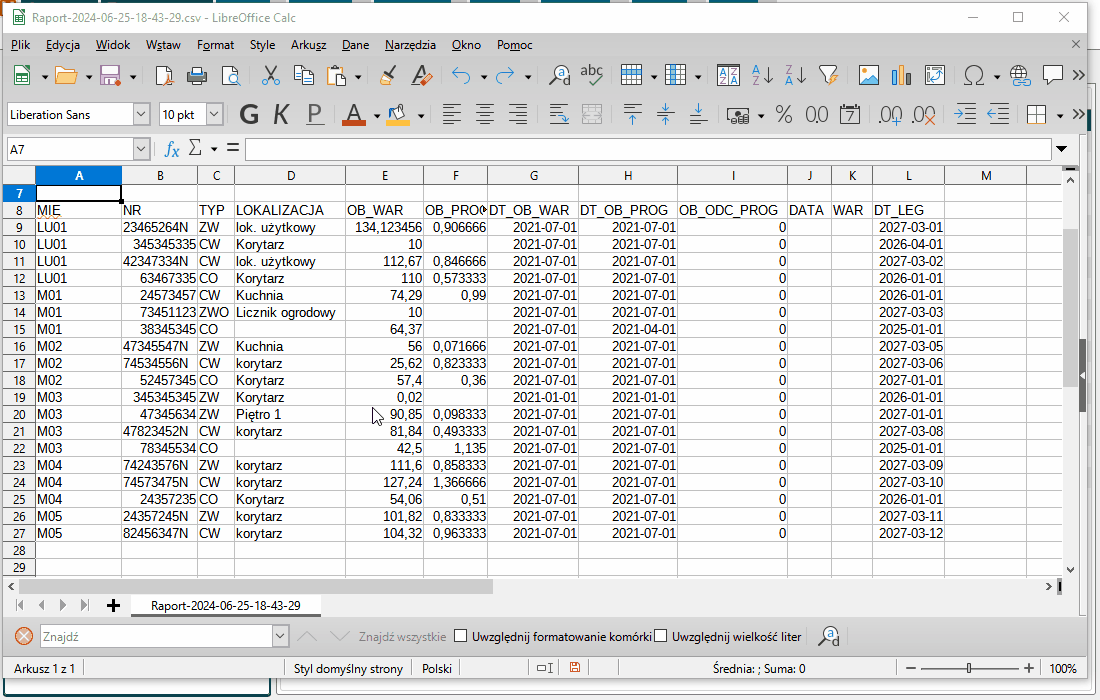 Raport-2024-06-25-18-43-29.csv - LibreOffice Calc
Plik Edycja Widok Wstaw Format Style Arkusz Dane Narzędzia Okno Pomoc
abc
Liberation Sans 10 pkt G K P A % 0.0 7 .00 .00
A7 fx Σ =
A B C D E F G H I J K L M
7
8 MIE NR TYP LOKALIZACJA OB_WAR OB_PROG DT_OB_WAR DT_OB_PROG OB_ODC_PROG DATA WAR DT_LEG
9 LU01 23465264N ZW lok. użytkowy 134,123456 0,906666 2021-07-01 2021-07-01 0 2027-03-01
10 LU01 345345335 CW Korytarz 10 2021-07-01 2021-07-01 0 2026-04-01
11 LU01 42347334N CW lok. użytkowy 112,67 0,846666 2021-07-01 2021-07-01 0 2027-03-02
12 LU01 63467335 CO Korytarz 110 0,573333 2021-07-01 2021-07-01 0 2026-01-01
13 M01 24573457 CW Kuchnia 74,29 0,99 2021-07-01 2021-07-01 0 2026-01-01
14 M01 73451123 ZWO Licznik ogrodowy 10 2021-07-01 2021-07-01 0 2027-03-03
15 M01 38345345 CO 64,37 2021-07-01 2021-04-01 0 2025-01-01
16 M02 47345547N ZW Kuchnia 56 0,071666 2021-07-01 2021-07-01 0 2027-03-05
17 M02 74534556N CW korytarz 25,62 0,823333 2021-07-01 2021-07-01 0 2027-03-06
18 M02 52457345 CO Korytarz 57,4 0,36 2021-07-01 2021-07-01 0 2027-01-01
19 M03 345345345 ZW Korytarz 0,02 2021-01-01 2021-01-01 0 2026-01-01
20 M03 47345634 ZW Piętro 1 90,85 0,098333 2021-07-01 2021-07-01 0 2027-01-01
21 M03 47823452N CW korytarz 81,84 0,493333 2021-07-01 2021-07-01 0 2027-03-08
22 M03 78345534 CO 42,5 1,135 2021-07-01 2021-07-01 0 2025-01-01
23 M04 74243576N ZW korytarz 111,6 0,858333 2021-07-01 2021-07-01 0 2027-03-09
24 M04 74573475N CW korytarz 127,24 1,366666 2021-07-01 2021-07-01 0 2027-03-10
25 M04 24357235 CO Korytarz 54,06 0,51 2021-07-01 2021-07-01 0 2026-01-01
26 M05 24357245N ZW korytarz 101,82 0,833333 2021-07-01 2021-07-01 0 2027-03-11
27 M05 82456347N CW korytarz 104,32 0,963333 2021-07-01 2021-07-01 0 2027-03-12
28
29
Raport-2024-06-25-18-43-29
Znajdź Znajdź wszystkie Uwzględnij formatowanie komórki Uwzględnij wielkość liter
Arkusz 1 z 1 Styl domyślny strony Polski Średnia: ; Suma: 0 100%